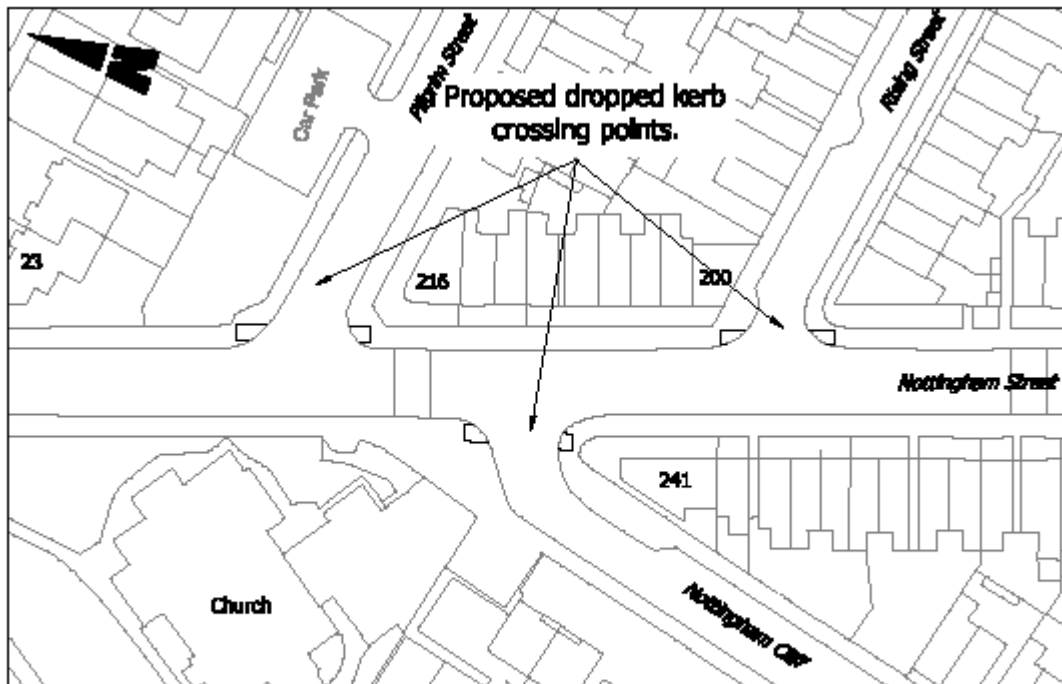 Pilgrim Street
Rising Street
Car Park
Proposed dropped kerb
crossing points.
23
216
200
Nottingham Street
241
Church
Nottingham Cliff
N